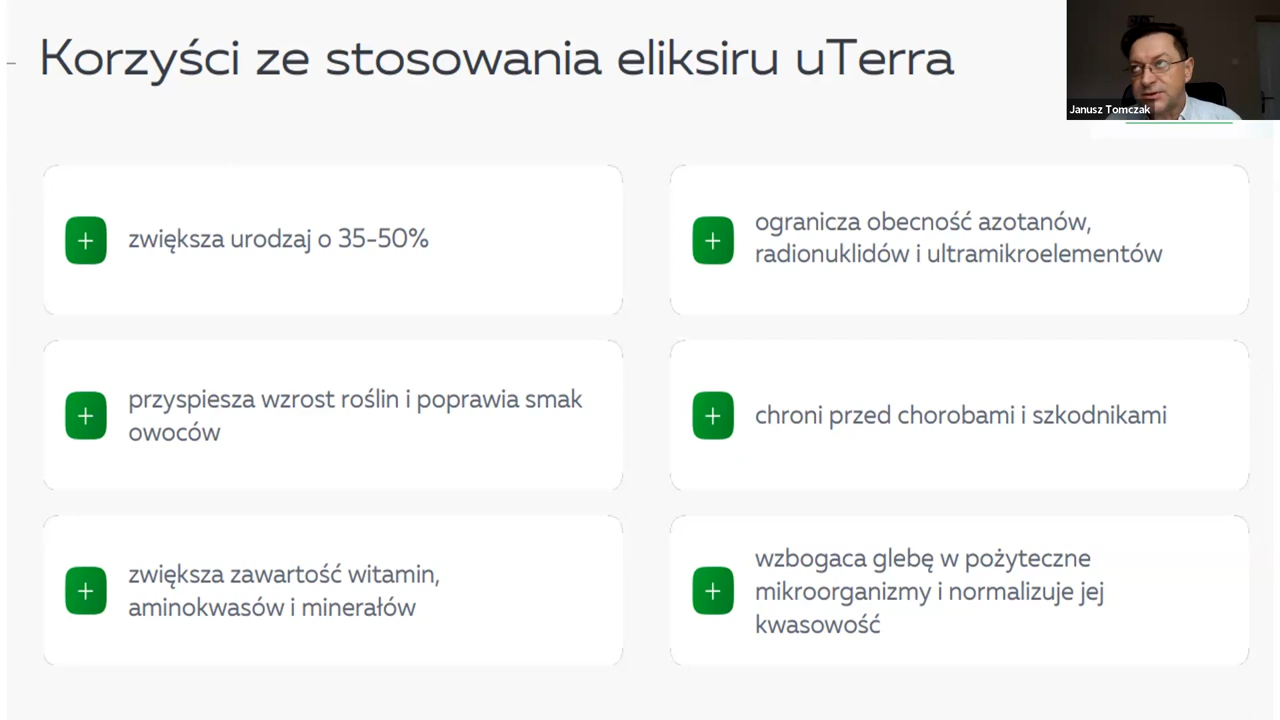 Korzyści ze stosowania eliksiru uTerra
Janusz Tomczak
zwiększa urodzaj o 35-50%
ogranicza obecność azotanów,
radionuklidów i ultramikroelementów
przyspiesza wzrost roślin i poprawia smak
owoców
chroni przed chorobami i szkodnikami
zwiększa zawartość witamin,
aminokwasów i minerałów
wzbogaca glebę w pożyteczne
mikroorganizmy i normalizuje jej
kwasowość